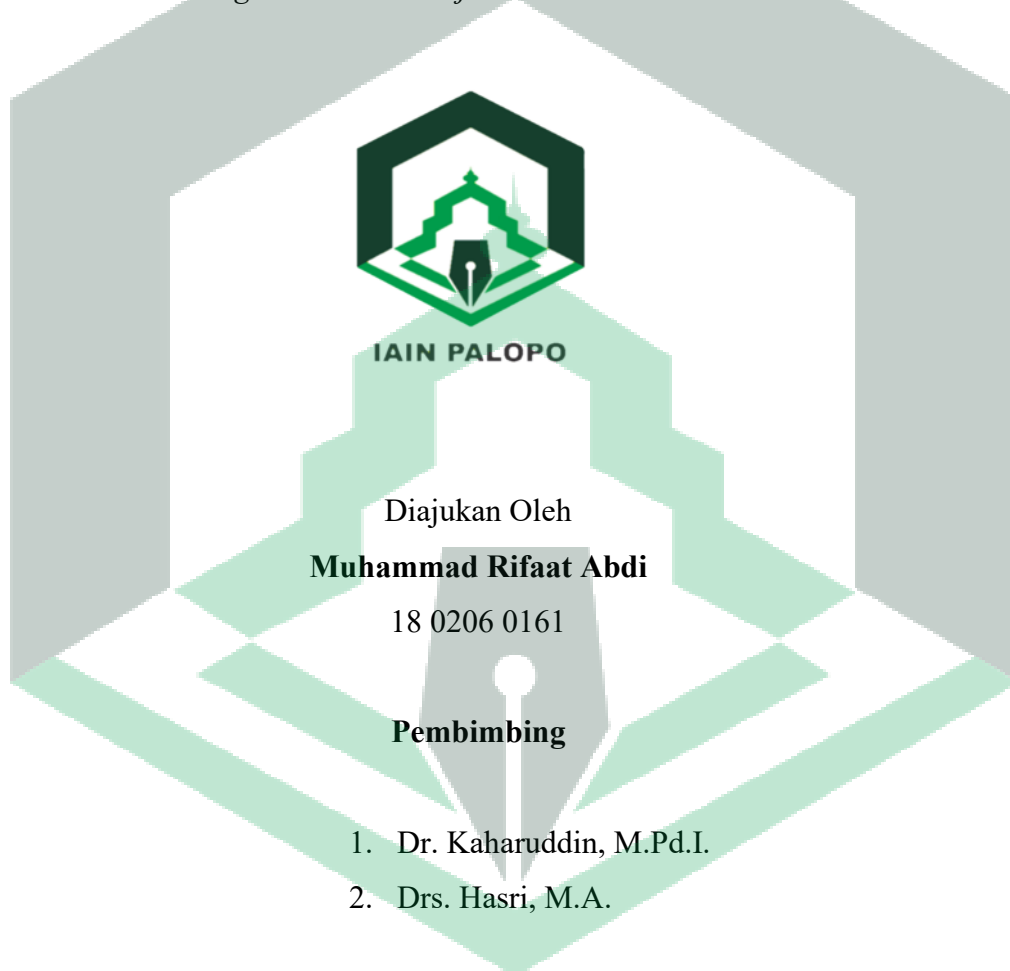 IAIN PALOPO
Diajukan Oleh
Muhammad Rifaat Abdi
18 0206 0161
Pembimbing
1. Dr. Kaharuddin, M.Pd.I.
2. Drs. Hasri, M.A.